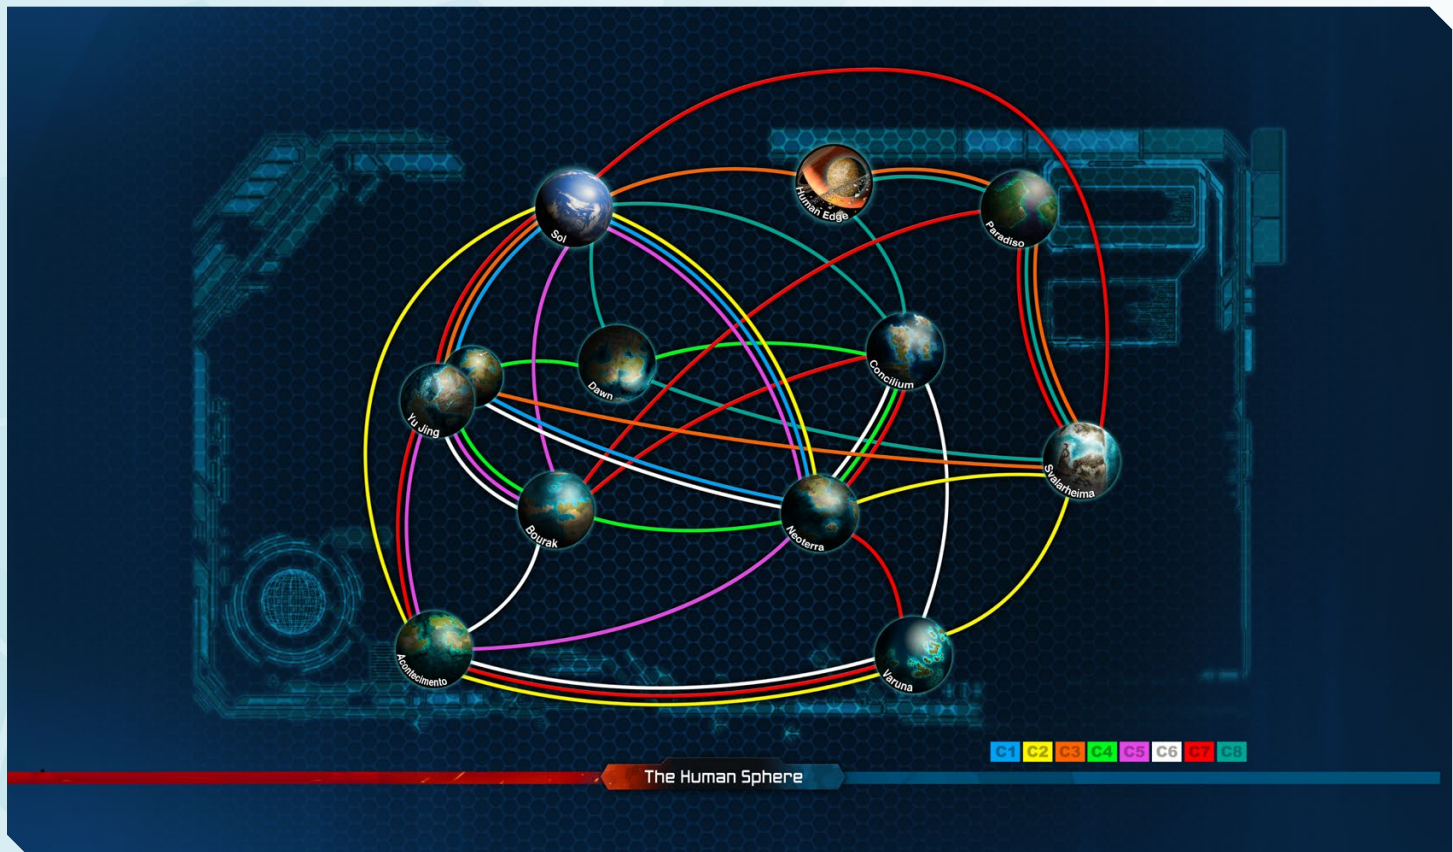 Human Edge
Paradiso
Sol
Concilium
Dawn
Yu Jing
Svalarheima
Bourak
Neoterra
Acontecimento
Varuna
C1 C2 C3 C4 C5 C6 C7 C8
The Human Sphere